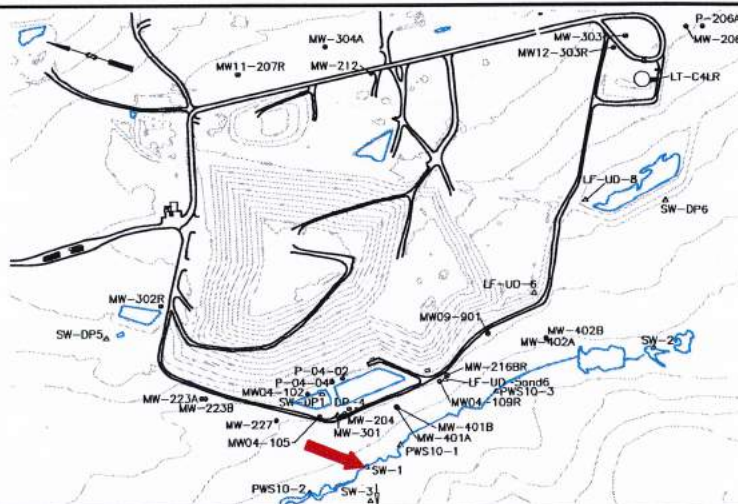 P-206A
MW-304A
MW-303
MW-206
MW12-303R
MW11-207R
MW-212
LT-C4LR
LF-UD-8
SW-DP6
LF-UD-6
MW-302R
MW09-901
SW-DP5
MW-402B
MW-402A
SW-2
P-04-02
MW-216BR
P-04-04
LF-UD-5and6
MW04-102
PWS10-3
MW-223A
SW-DP1
DP-4
MW04-109R
MW-223B
MW-204
MW-227
MW-301
MW-401B
MW04-105
MW-401A
PWS10-1
SW-1
PWS10-2
SW-3